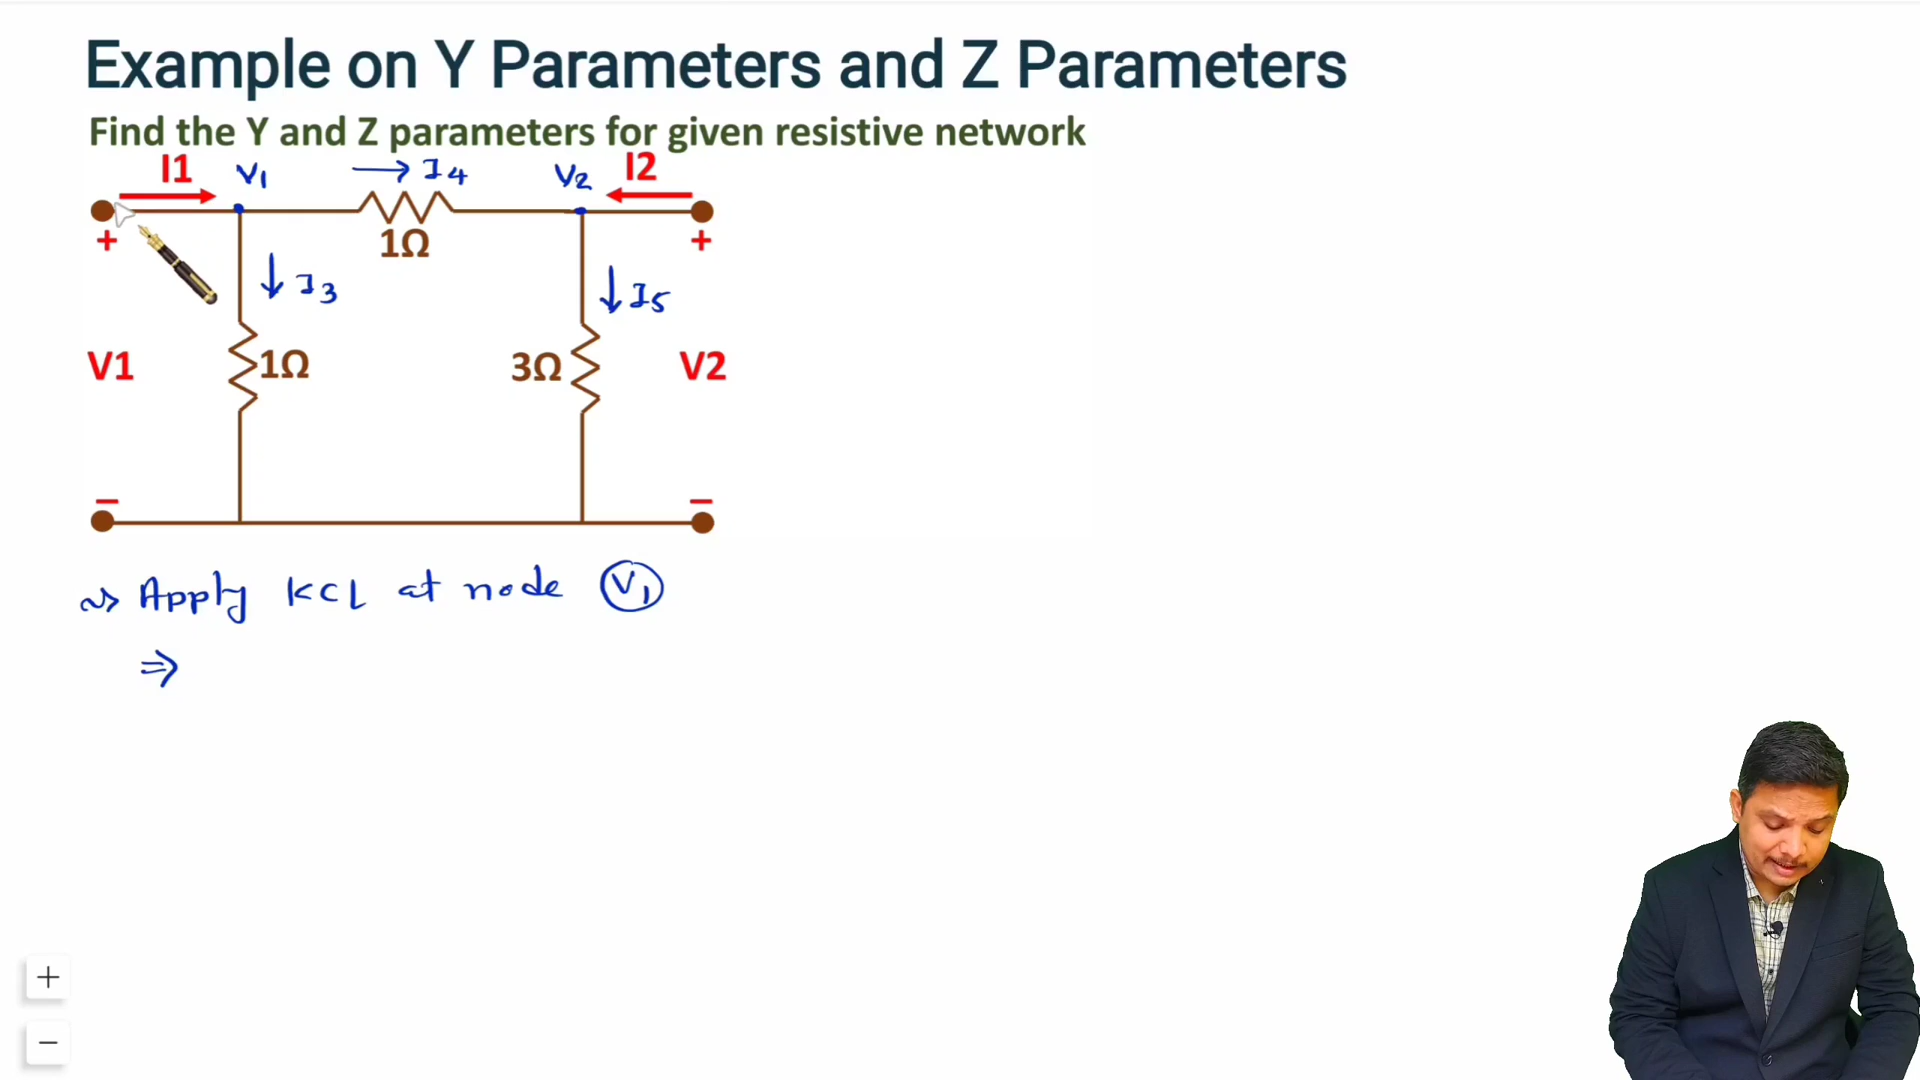 Example on Y Parameters and Z Parameters
Find the Y and Z parameters for given resistive network
I1 V1 → I4 V2 I2
+ 1Ω +
↓ I3 ↓ I5
V1 1Ω 3Ω V2
− −
⇝ Apply KCL at node V1
⇒
+
−